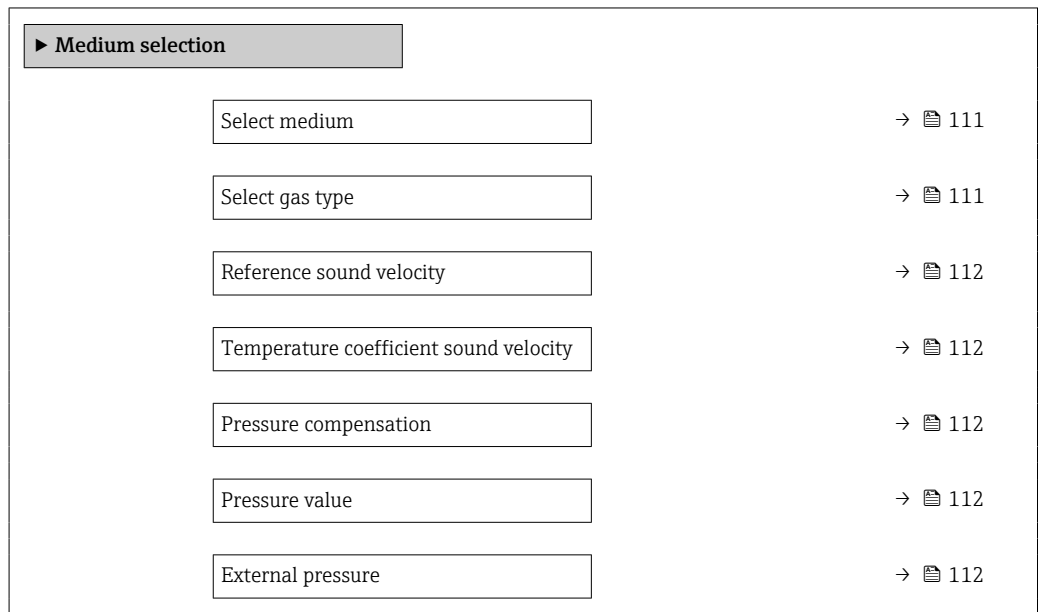 ▶ Medium selection
Select medium → 111
Select gas type → 111
Reference sound velocity → 112
Temperature coefficient sound velocity → 112
Pressure compensation → 112
Pressure value → 112
External pressure → 112